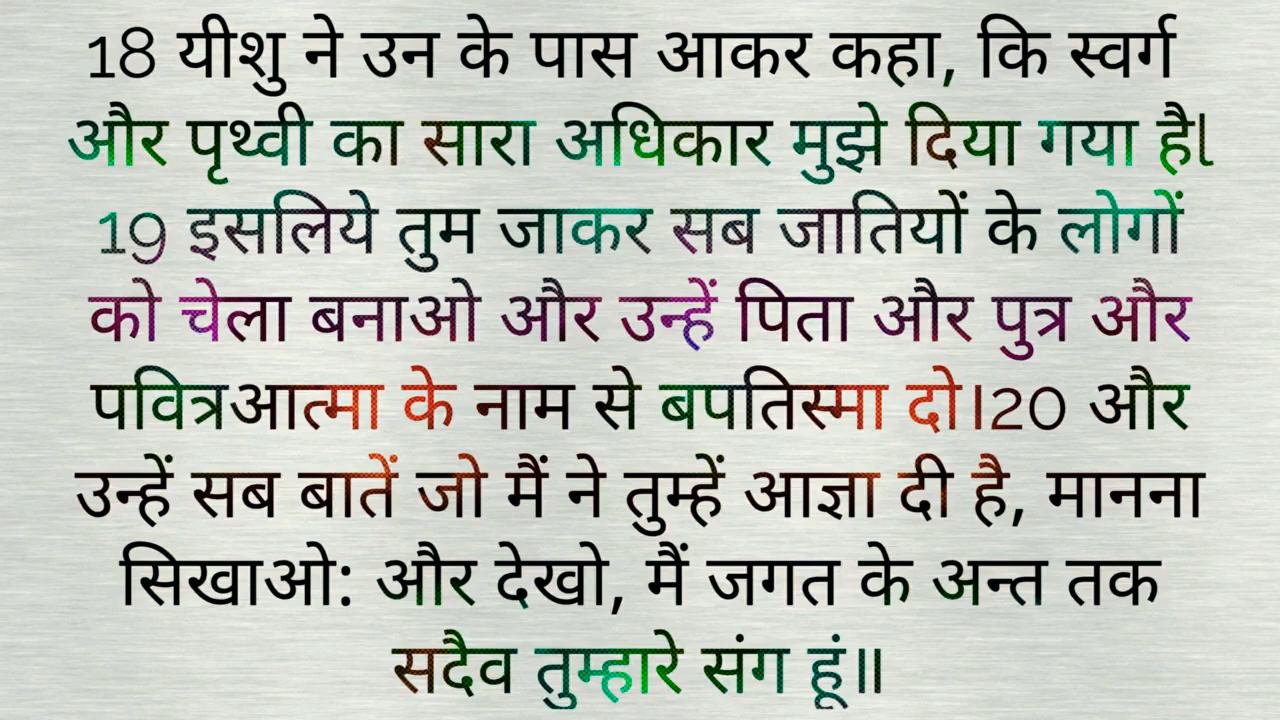 18 यीशु ने उन के पास आकर कहा, कि स्वर्ग
और पृथ्वी का सारा अधिकार मुझे दिया गया है।
19 इसलिये तुम जाकर सब जातियों के लोगों
को चेला बनाओ और उन्हें पिता और पुत्र और
पवित्रआत्मा के नाम से बपतिस्मा दो।20 और
उन्हें सब बातें जो मैं ने तुम्हें आज्ञा दी है, मानना
सिखाओ: और देखो, मैं जगत के अन्त तक
सदैव तुम्हारे संग हूं॥